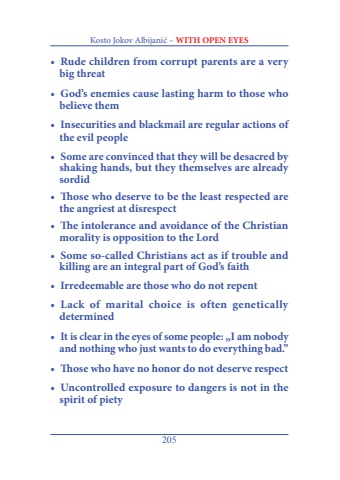 Kosto Jokov Albijanić – WITH OPEN EYES
• Rude children from corrupt parents are a very
big threat
• God's enemies cause lasting harm to those who
believe them
• Insecurities and blackmail are regular actions of
the evil people
• Some are convinced that they will be desacred by
shaking hands, but they themselves are already
sordid
• Those who deserve to be the least respected are
the angriest at disrespect
• The intolerance and avoidance of the Christian
morality is opposition to the Lord
• Some so-called Christians act as if trouble and
killing are an integral part of God's faith
• Irredeemable are those who do not repent
• Lack of marital choice is often genetically
determined
• It is clear in the eyes of some people: „I am nobody
and nothing who just wants to do everything bad.”
• Those who have no honor do not deserve respect
• Uncontrolled exposure to dangers is not in the
spirit of piety
205